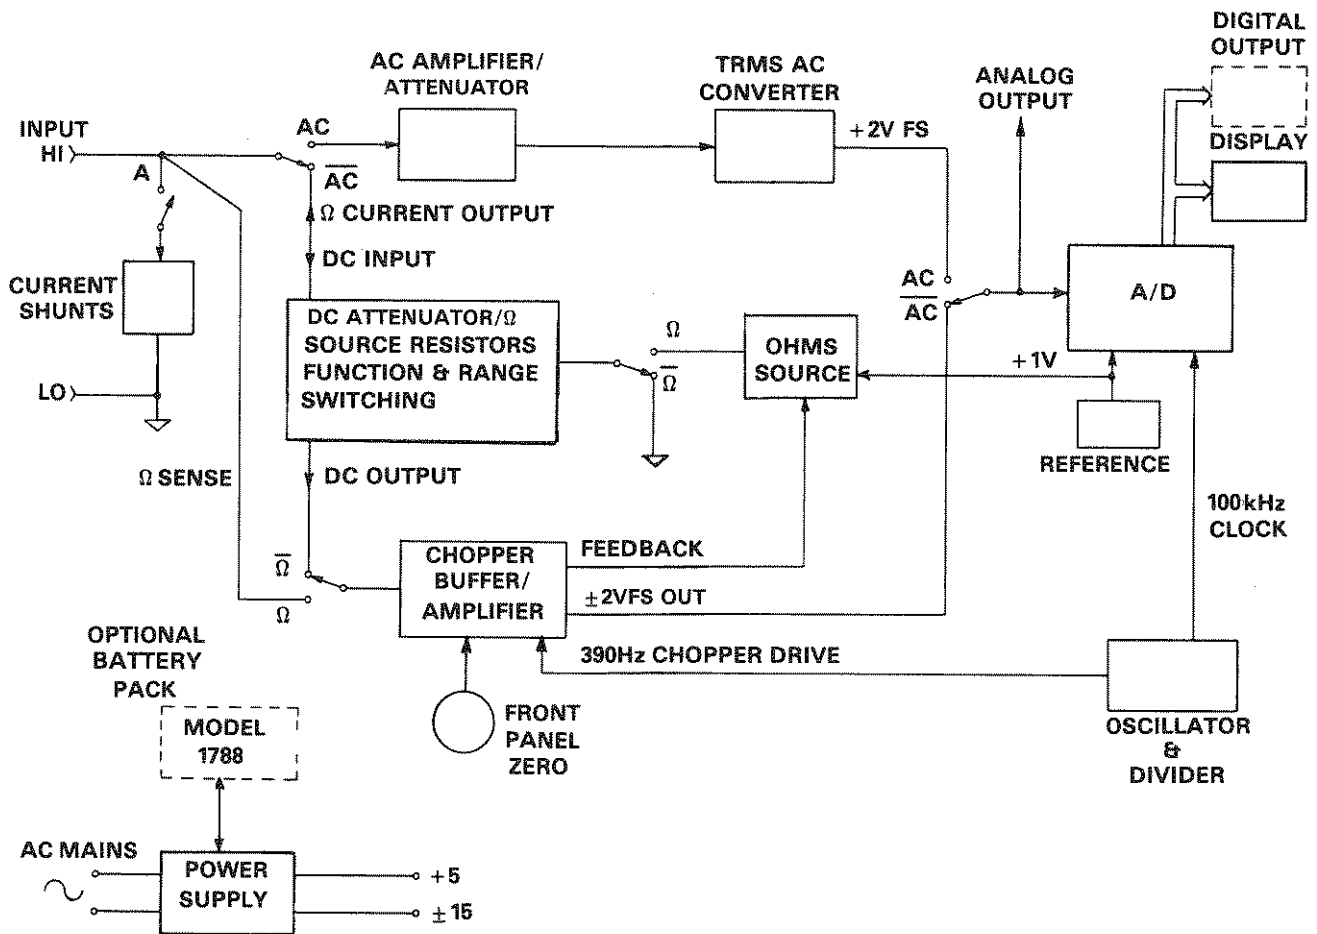 DIGITAL
OUTPUT
DISPLAY
AC AMPLIFIER/
ATTENUATOR
TRMS AC
CONVERTER
ANALOG
OUTPUT
+2V FS
INPUT
HI
A
AC
A̅C̅
Ω CURRENT OUTPUT
DC INPUT
CURRENT
SHUNTS
LO
DC ATTENUATOR/Ω
SOURCE RESISTORS
FUNCTION & RANGE
SWITCHING
Ω
Ω̅
OHMS
SOURCE
AC
A̅C̅
A/D
+1V
REFERENCE
100kHz
CLOCK
Ω SENSE
DC OUTPUT
Ω̅
Ω
CHOPPER
BUFFER/
AMPLIFIER
FEEDBACK
±2VFS OUT
390Hz CHOPPER DRIVE
FRONT
PANEL
ZERO
OSCILLATOR
&
DIVIDER
OPTIONAL
BATTERY
PACK
MODEL
1788
AC MAINS
POWER
SUPPLY
+5
±15